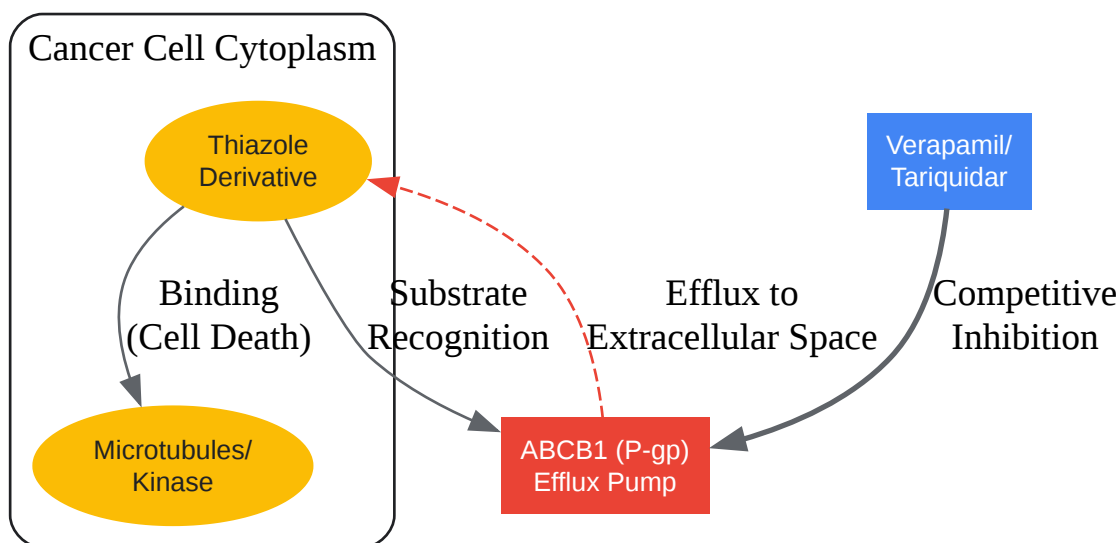 Cancer Cell Cytoplasm
Thiazole
Derivative
Verapamil/
Tariquidar
Binding
(Cell Death)
Substrate
Recognition
Efflux to
Extracellular Space
Competitive
Inhibition
Microtubules/
Kinase
ABCB1 (P-gp)
Efflux Pump